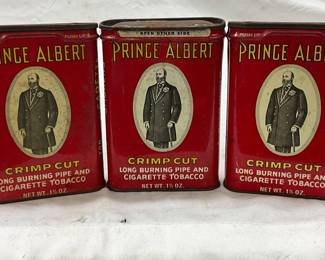 OPEN OTHER SIDE
INCE ALBERT
CRIMP CUT
LONG BURNING PIPE AND
CIGARETTE TOBACCO
NET WT. 1½ OZ.
PRINCE ALBERT
CRIMP CUT
LONG BURNING PIPE AND
CIGARETTE TOBACCO
NET WT. 1½ OZ.
PRINCE ALBERT
CRIMP CUT
LONG BURNING PIPE AND
CIGARETTE TOBACCO
NET WT. 1½ OZ.